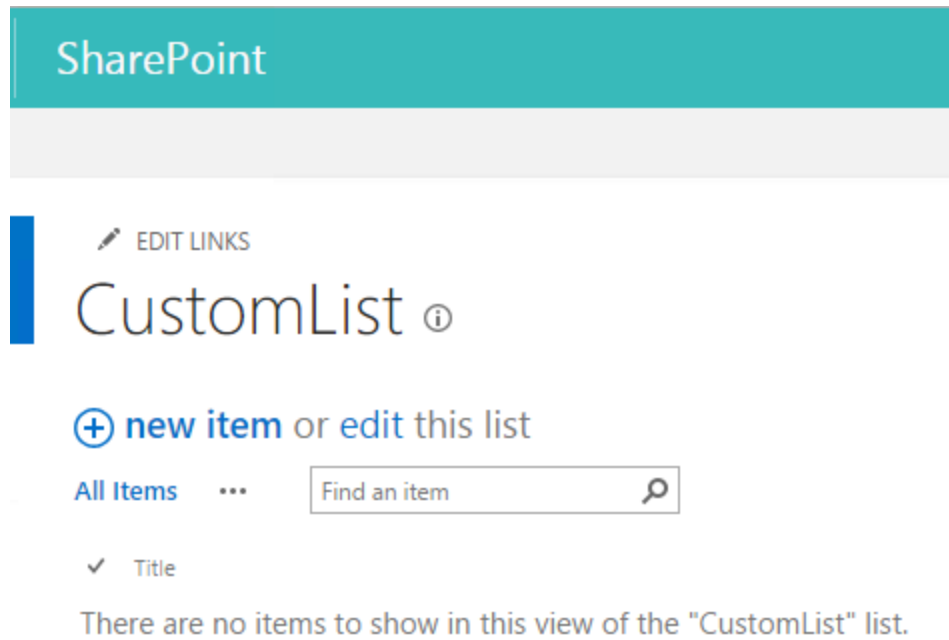 SharePoint
EDIT LINKS
CustomList
new item or edit this list
All Items ••• Find an item
Title
There are no items to show in this view of the "CustomList" list.